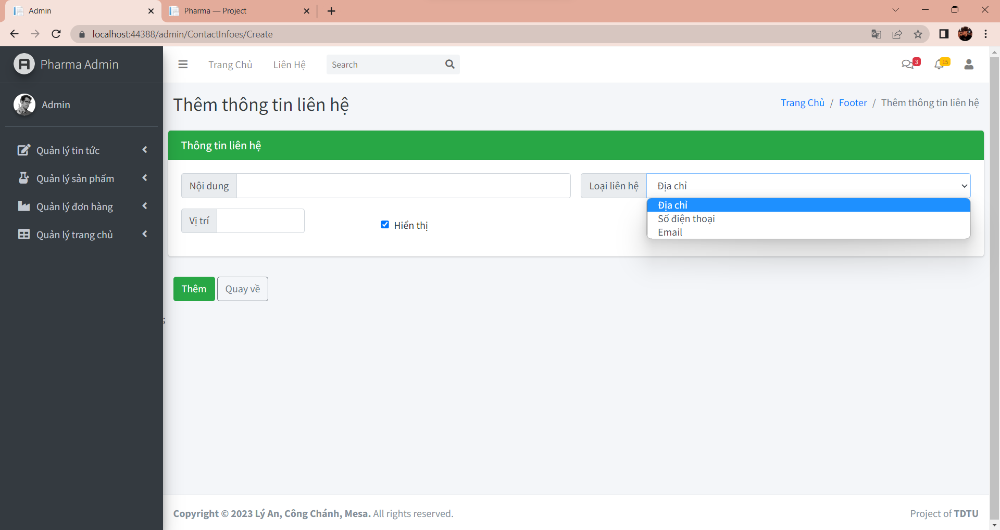 Admin
Pharma — Project
localhost:44388/admin/ContactInfoes/Create
Pharma Admin
Trang Chủ
Liên Hệ
Search
3
15
Admin
Thêm thông tin liên hệ
Trang Chủ / Footer / Thêm thông tin liên hệ
Quản lý tin tức
Quản lý sản phẩm
Quản lý đơn hàng
Quản lý trang chủ
Thông tin liên hệ
Nội dung
Loại liên hệ
Địa chỉ
Địa chỉ
Số điện thoại
Email
Vị trí
Hiển thị
Thêm
Quay về
;
Copyright © 2023 Lý An, Công Chánh, Mesa. All rights reserved.
Project of TDTU